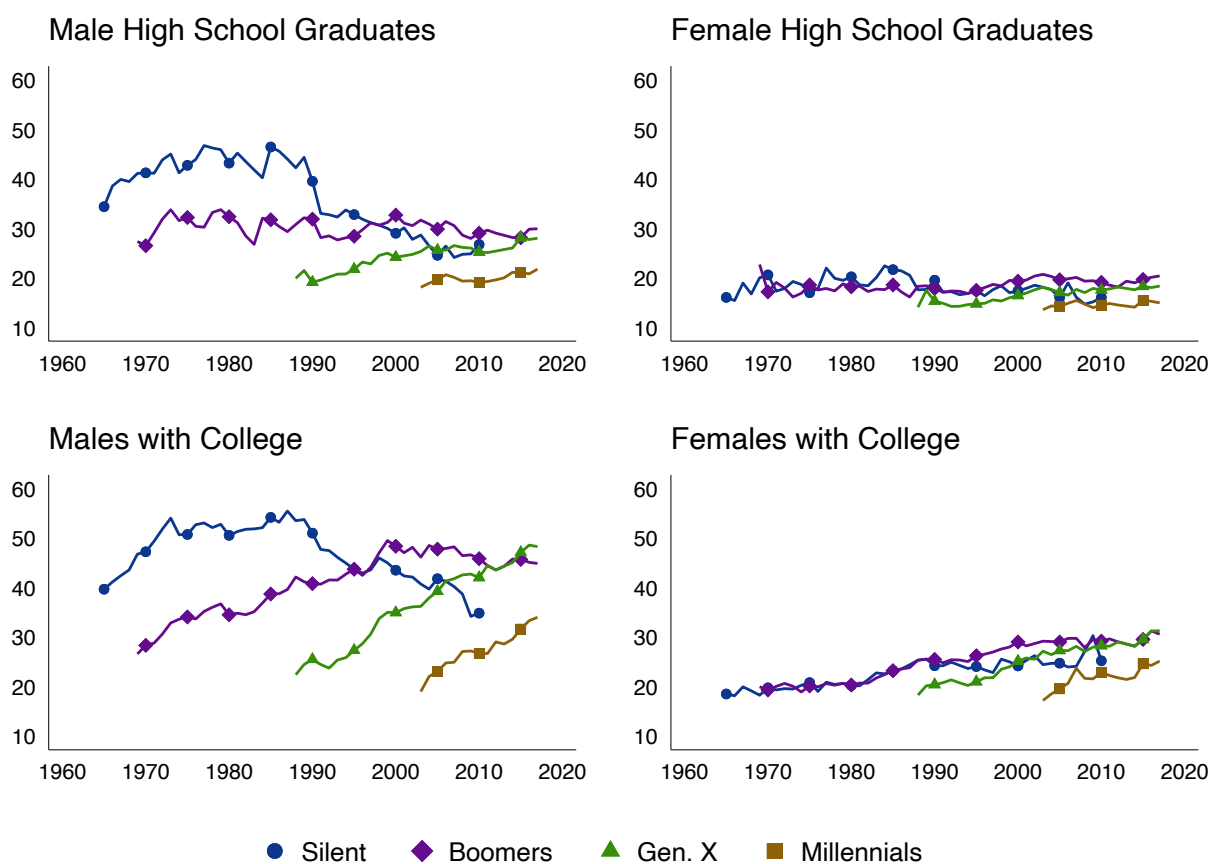 Male High School Graduates
60
50
40
30
20
10
1960 1970 1980 1990 2000 2010 2020
Female High School Graduates
60
50
40
30
20
10
1960 1970 1980 1990 2000 2010 2020
Males with College
60
50
40
30
20
10
1960 1970 1980 1990 2000 2010 2020
Females with College
60
50
40
30
20
10
1960 1970 1980 1990 2000 2010 2020
Silent Boomers Gen. X Millennials